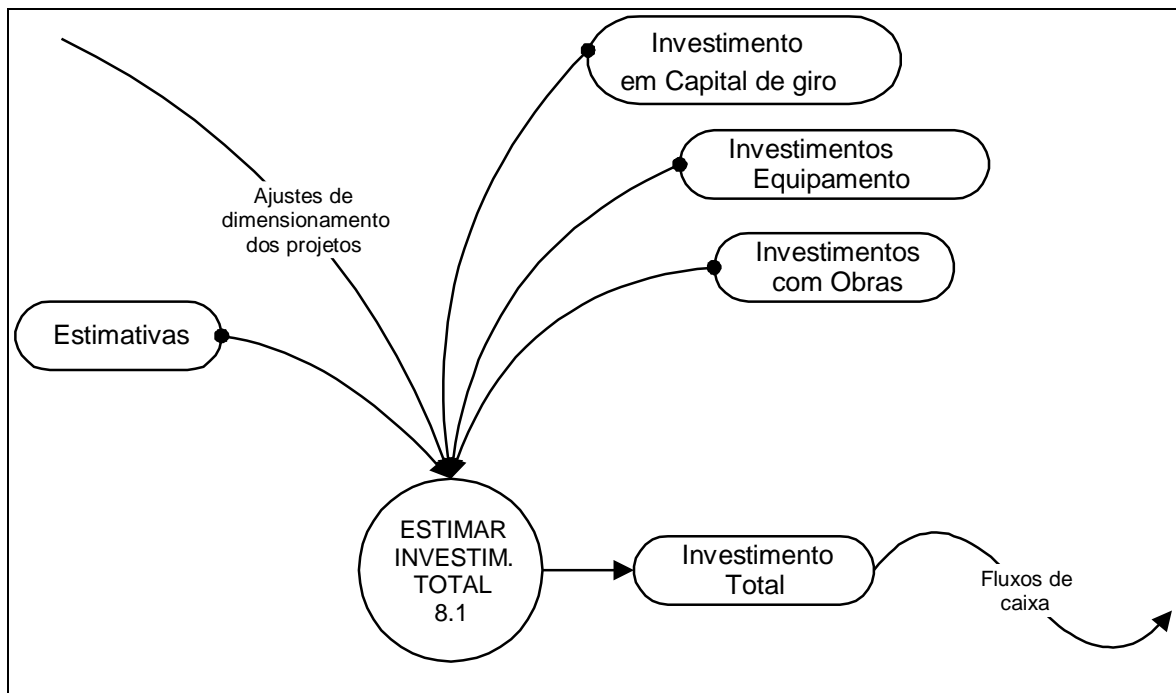 Investimento
em Capital de giro
Investimentos
Equipamento
Ajustes de
dimensionamento
dos projetos
Investimentos
com Obras
Estimativas
ESTIMAR
INVESTIM.
TOTAL
8.1
Investimento
Total
Fluxos de
caixa